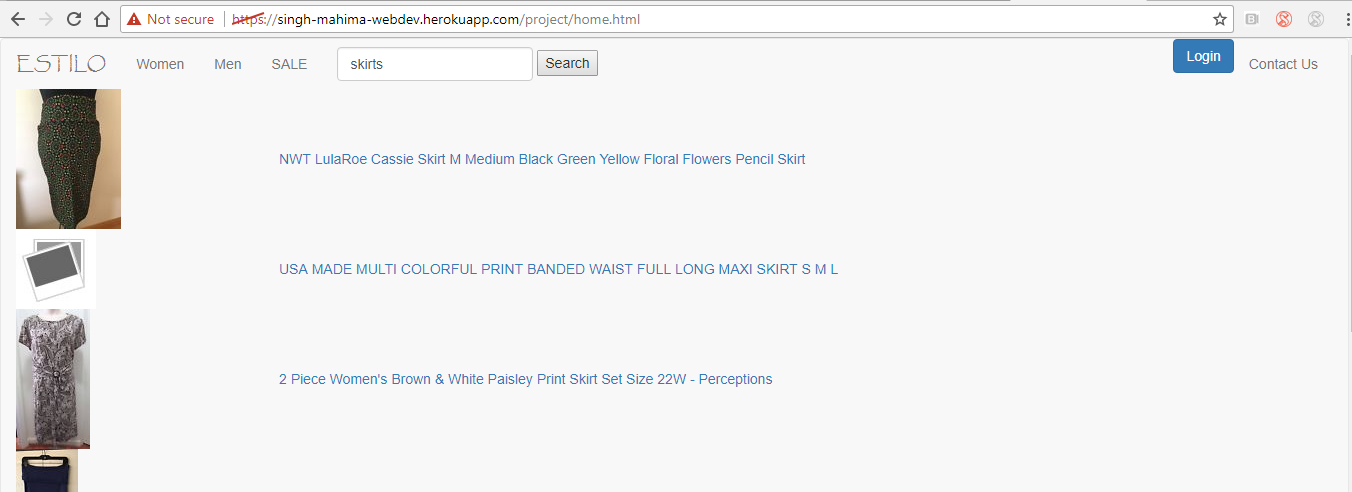 Not secure https://singh-mahima-webdev.herokuapp.com/project/home.html
ESTILO Women Men SALE skirts Search Login Contact Us
NWT LulaRoe Cassie Skirt M Medium Black Green Yellow Floral Flowers Pencil Skirt
USA MADE MULTI COLORFUL PRINT BANDED WAIST FULL LONG MAXI SKIRT S M L
2 Piece Women's Brown & White Paisley Print Skirt Set Size 22W - Perceptions